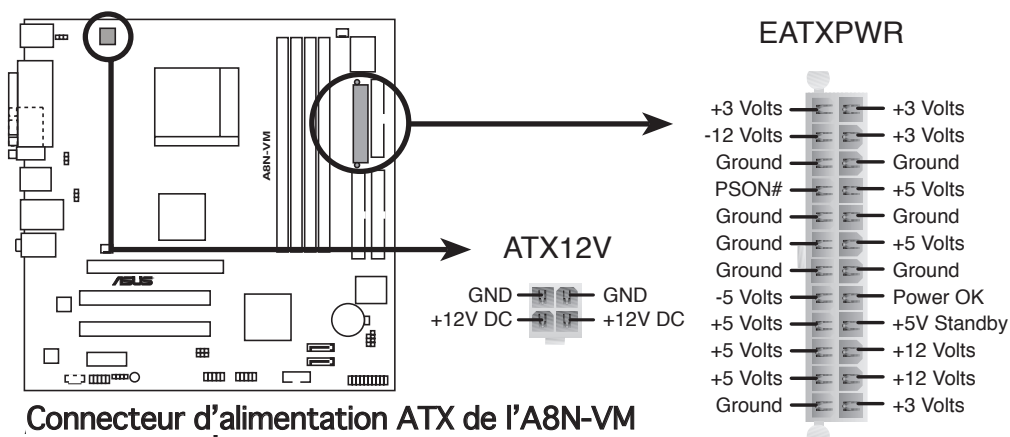 EATXPWR
+3 Volts +3 Volts
-12 Volts +3 Volts
Ground Ground
PSON# +5 Volts
Ground Ground
Ground +5 Volts
Ground Ground
-5 Volts Power OK
+5 Volts +5V Standby
+5 Volts +12 Volts
+5 Volts +12 Volts
Ground +3 Volts
A8N-VM
ATX12V
GND GND
+12V DC +12V DC
ASUS
Connecteur d’alimentation ATX de l’A8N-VM